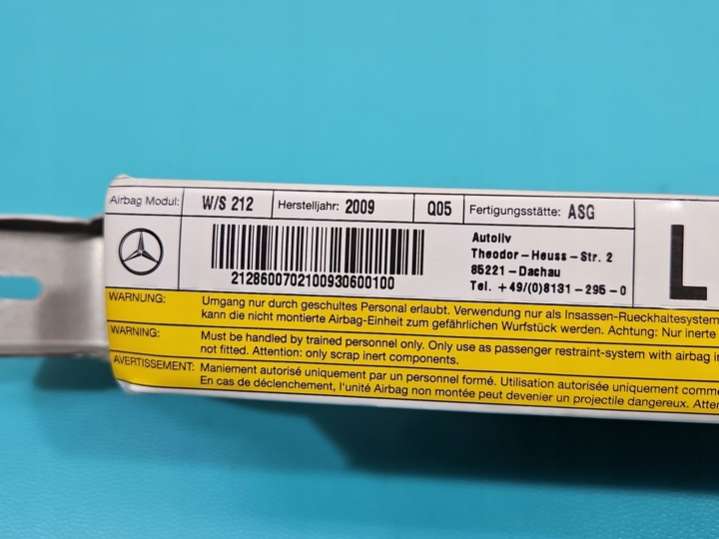 Airbag Modul: W/S 212 Herstelljahr: 2009 Q05 Fertigungsstätte: ASG
L
Autoliv
Theodor-Heuss-Str. 2
85221-Dachau
Tel. +49/(0)8131-295-0
2128600702100930600100
WARNUNG: Umgang nur durch geschultes Personal erlaubt. Verwendung nur als Insassen-Rueckhaltesystem
kann die nicht montierte Airbag-Einheit zum gefährlichen Wurfstück werden. Achtung: Nur inerte
WARNING: Must be handled by trained personnel only. Only use as passenger restraint-system with airbag
not fitted. Attention: only scrap inert components.
AVERTISSEMENT: Maniement autorisé uniquement par un personnel formé. Utilisation autorisée uniquement
En cas de déclenchement, l'unité Airbag non montée peut devenir un projectile dangereux.